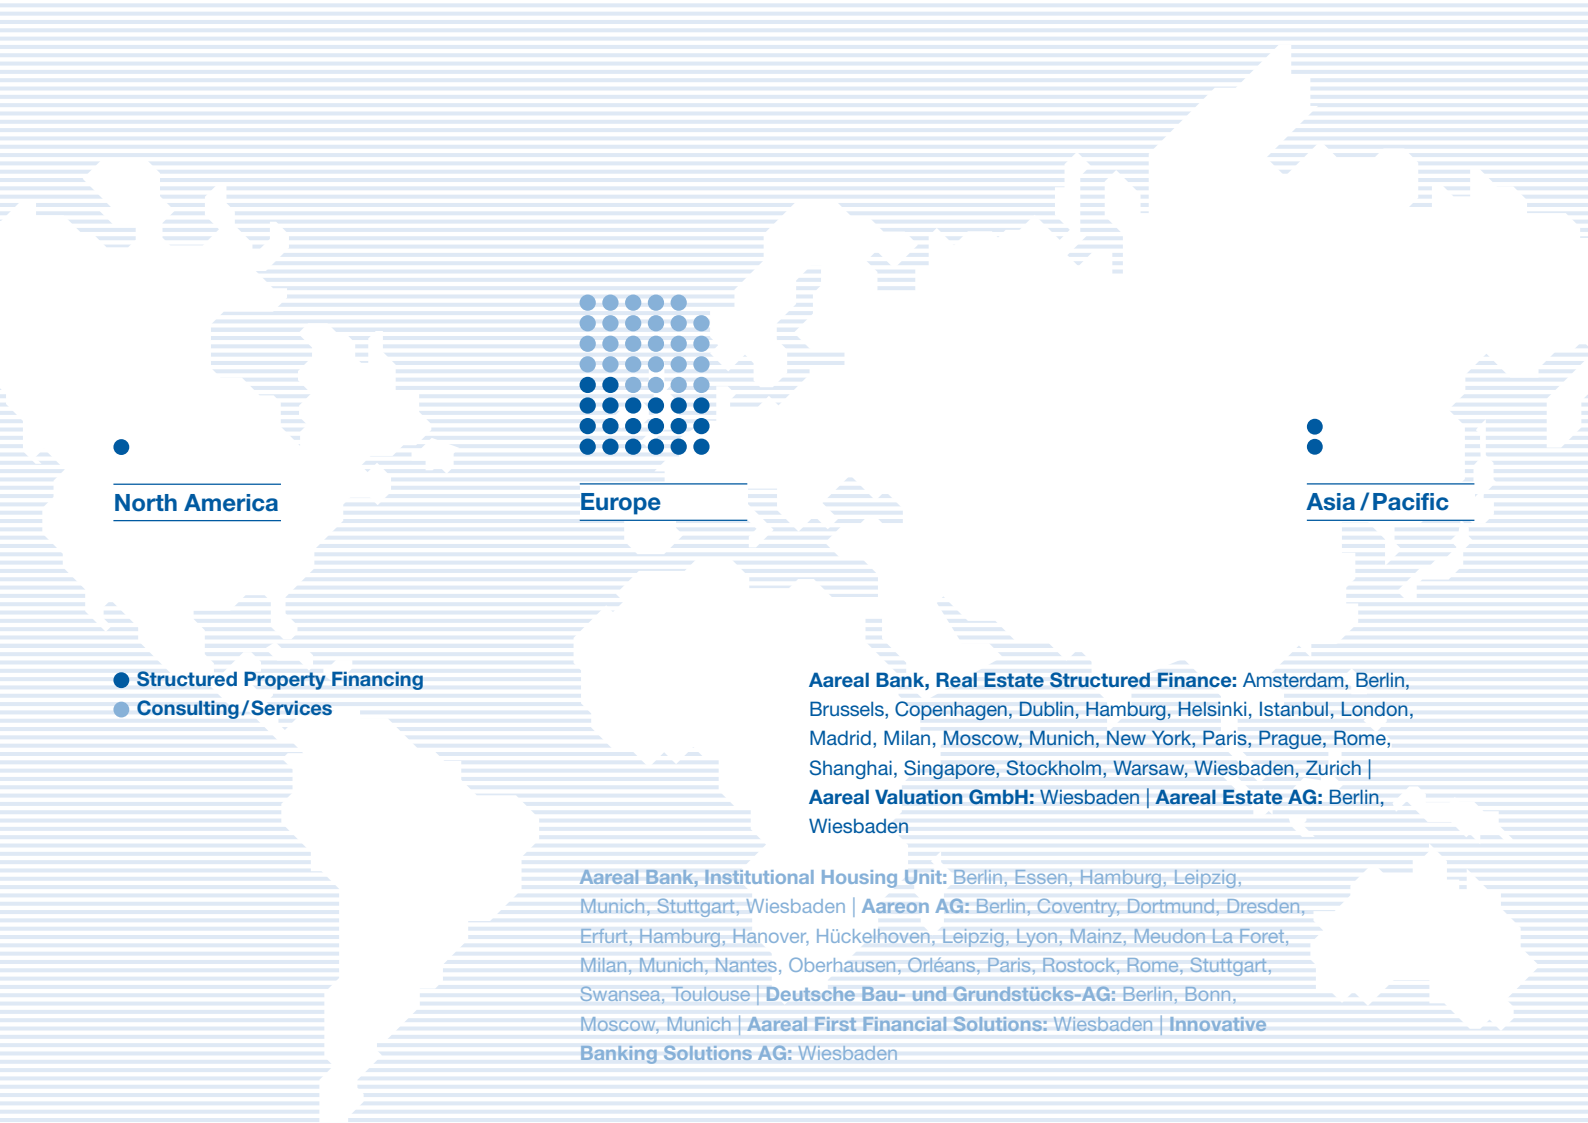 North America
Europe
Asia / Pacific
Structured Property Financing
Consulting / Services
Aareal Bank, Real Estate Structured Finance: Amsterdam, Berlin,
Brussels, Copenhagen, Dublin, Hamburg, Helsinki, Istanbul, London,
Madrid, Milan, Moscow, Munich, New York, Paris, Prague, Rome,
Shanghai, Singapore, Stockholm, Warsaw, Wiesbaden, Zurich |
Aareal Valuation GmbH: Wiesbaden | Aareal Estate AG: Berlin,
Wiesbaden
Aareal Bank, Institutional Housing Unit: Berlin, Essen, Hamburg, Leipzig,
Munich, Stuttgart, Wiesbaden | Aareon AG: Berlin, Coventry, Dortmund, Dresden,
Erfurt, Hamburg, Hanover, Hückelhoven, Leipzig, Lyon, Mainz, Meudon La Foret,
Milan, Munich, Nantes, Oberhausen, Orléans, Paris, Rostock, Rome, Stuttgart,
Swansea, Toulouse | Deutsche Bau- und Grundstücks-AG: Berlin, Bonn,
Moscow, Munich | Aareal First Financial Solutions: Wiesbaden | Innovative
Banking Solutions AG: Wiesbaden